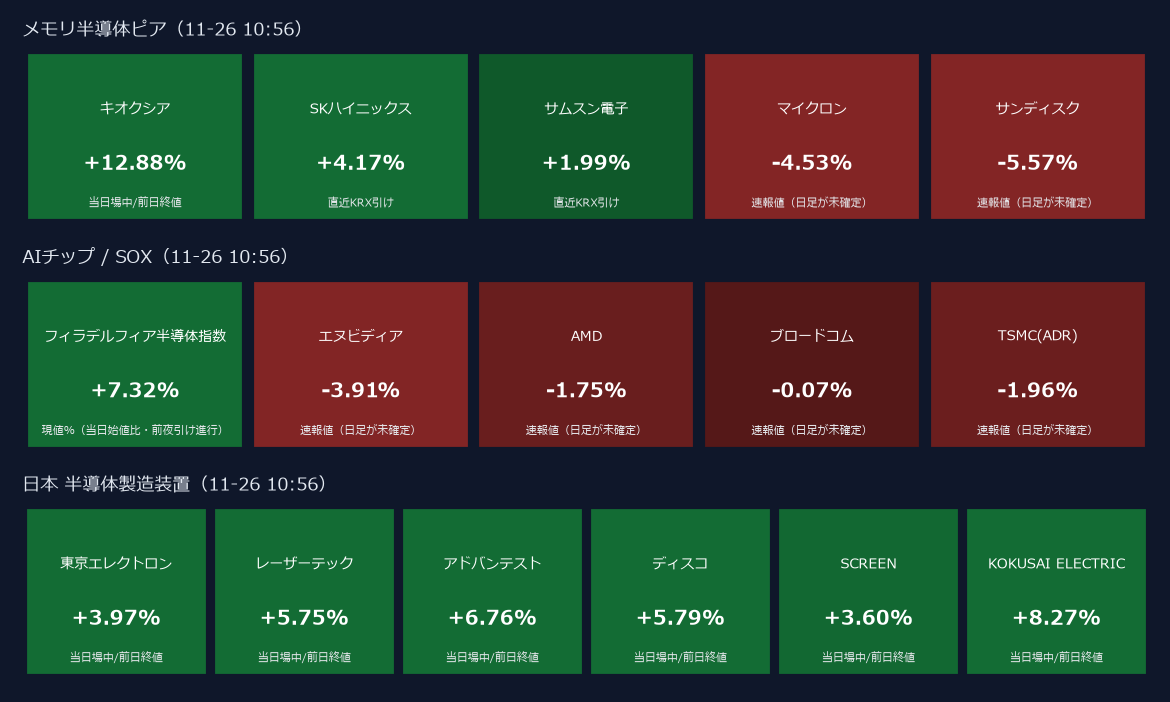 メモリ半導体ピア（11-26 10:56）
キオクシア
+12.88%
当日場中/前日終値
SKハイニックス
+4.17%
直近KRX引け
サムスン電子
+1.99%
直近KRX引け
マイクロン
-4.53%
速報値（日足が未確定）
サンディスク
-5.57%
速報値（日足が未確定）
AIチップ / SOX（11-26 10:56）
フィラデルフィア半導体指数
+7.32%
現値%（当日始値比・前夜引け進行）
エヌビディア
-3.91%
速報値（日足が未確定）
AMD
-1.75%
速報値（日足が未確定）
ブロードコム
-0.07%
速報値（日足が未確定）
TSMC(ADR)
-1.96%
速報値（日足が未確定）
日本 半導体製造装置（11-26 10:56）
東京エレクトロン
+3.97%
当日場中/前日終値
レーザーテック
+5.75%
当日場中/前日終値
アドバンテスト
+6.76%
当日場中/前日終値
ディスコ
+5.79%
当日場中/前日終値
SCREEN
+3.60%
当日場中/前日終値
KOKUSAI ELECTRIC
+8.27%
当日場中/前日終値